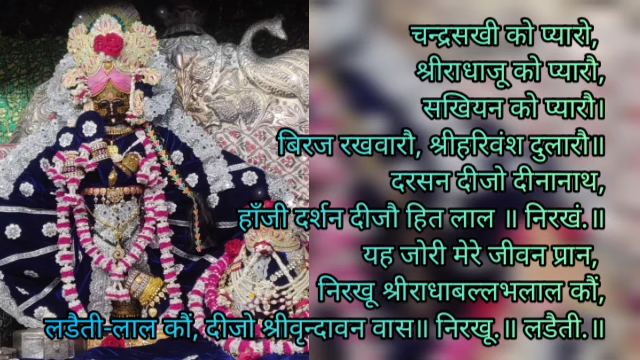 चन्द्रसखी को प्यारो,
श्रीराधाजू को प्यारौ,
सखियन को प्यारौ।
बिरज रखवारौ, श्रीहरिवंश दुलारौ॥
दरसन दीजो दीनानाथ,
हाँजी दर्शन दीजौ हित लाल ॥ निरखं.॥
यह जोरी मेरे जीवन प्रान,
निरखू श्रीराधाबल्लभलाल कौं,
लडैती-लाल कौं, दीजो श्रीवृन्दावन वास॥ निरखू.॥ लडैती.॥